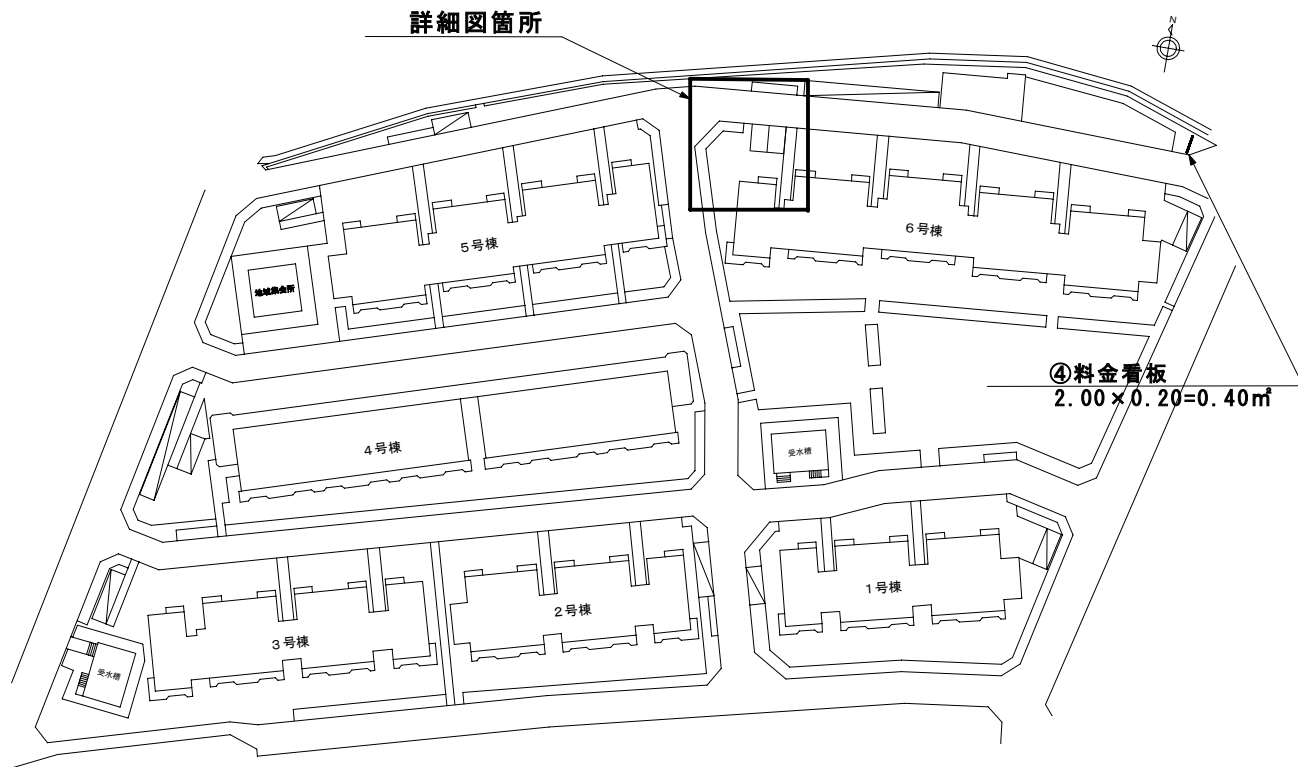 詳細図箇所
N
5号棟
6号棟
地域集会所
④料金看板
2.00×0.20=0.40㎡
4号棟
受水槽
1号棟
2号棟
3号棟
受水槽